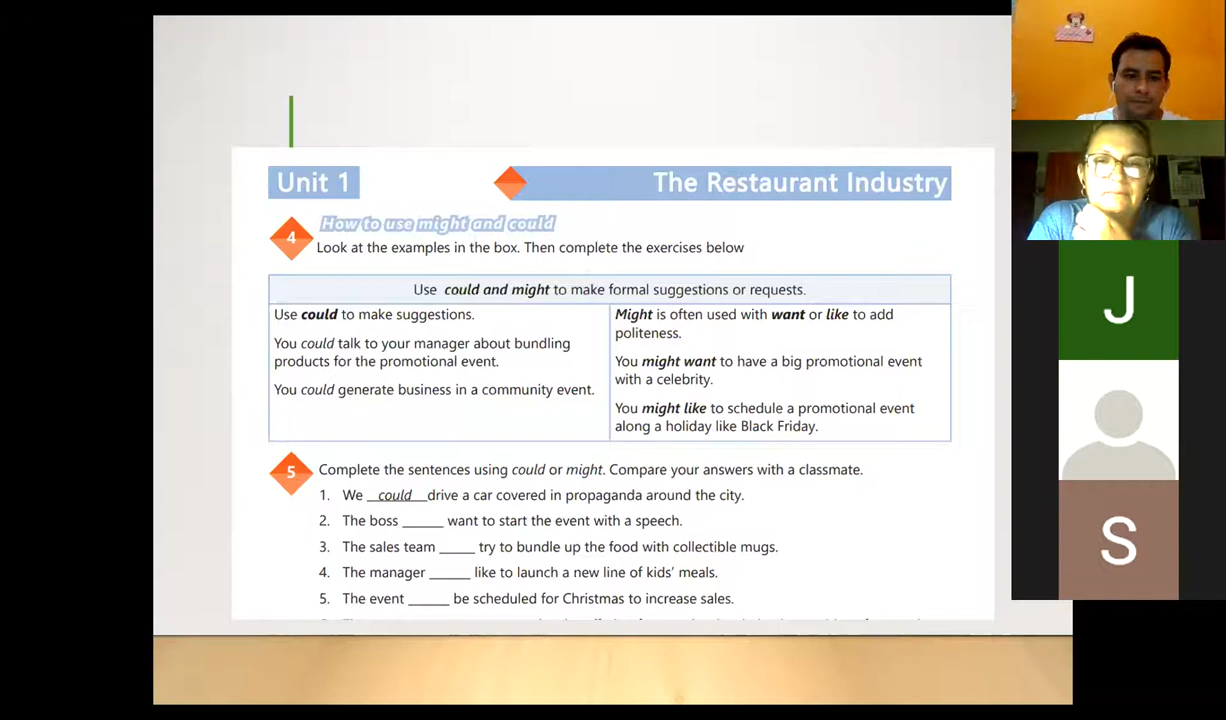 Unit 1
The Restaurant Industry
4
How to use might and could
Look at the examples in the box. Then complete the exercises below
Use could and might to make formal suggestions or requests.
Use could to make suggestions.
You could talk to your manager about bundling
products for the promotional event.
You could generate business in a community event.
Might is often used with want or like to add
politeness.
You might want to have a big promotional event
with a celebrity.
You might like to schedule a promotional event
along a holiday like Black Friday.
5
Complete the sentences using could or might. Compare your answers with a classmate.
1. We __could__drive a car covered in propaganda around the city.
2. The boss ______ want to start the event with a speech.
3. The sales team _____ try to bundle up the food with collectible mugs.
4. The manager ______ like to launch a new line of kids' meals.
5. The event ______ be scheduled for Christmas to increase sales.
J
S